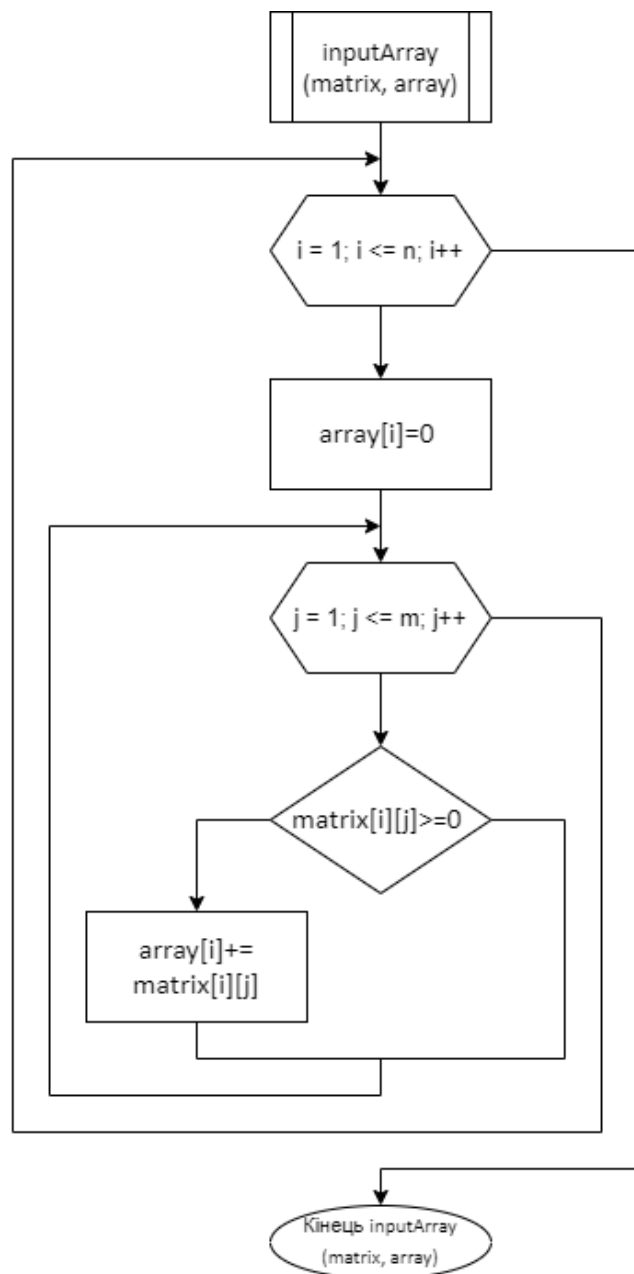 inputArray
(matrix, array)
i = 1; i <= n; i++
array[i]=0
j = 1; j <= m; j++
matrix[i][j]>=0
array[i]+=
matrix[i][j]
Кінець inputArray
(matrix, array)